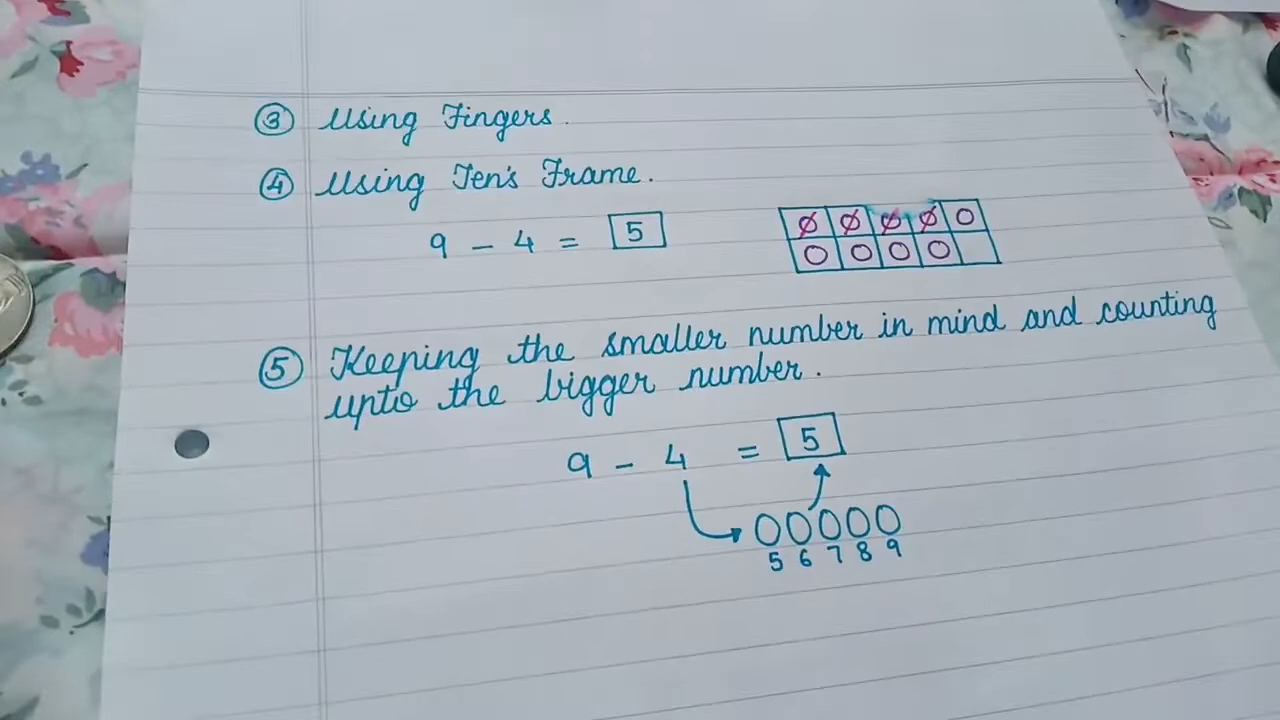 ③ Using Fingers.
④ Using Ten's Frame.
9 - 4 = 5
⑤ Keeping the smaller number in mind and counting
upto the bigger number.
9 - 4 = 5
5 6 7 8 9